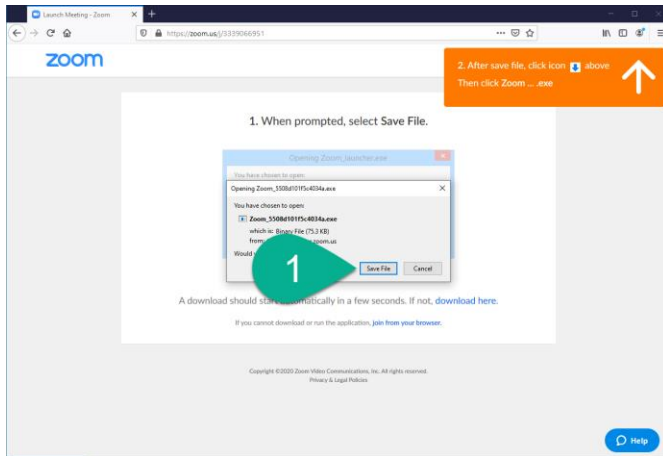 Launch Meeting - Zoom
https://zoom.us/j/3339066951
zoom
2. After save file, click icon above
Then click Zoom ... .exe
1. When prompted, select Save File.
Opening Zoom_launcher.exe
You have chosen to open:
Opening Zoom_5508d101f5c4034a.exe
You have chosen to open:
Zoom_5508d101f5c4034a.exe
which is: Binary File (75.3 KB)
from: zoom.us
Would
1
Save File
Cancel
A download should start automatically in a few seconds. If not, download here.
If you cannot download or run the application, join from your browser.
Copyright ©2020 Zoom Video Communications, Inc. All rights reserved.
Privacy & Legal Policies
Help